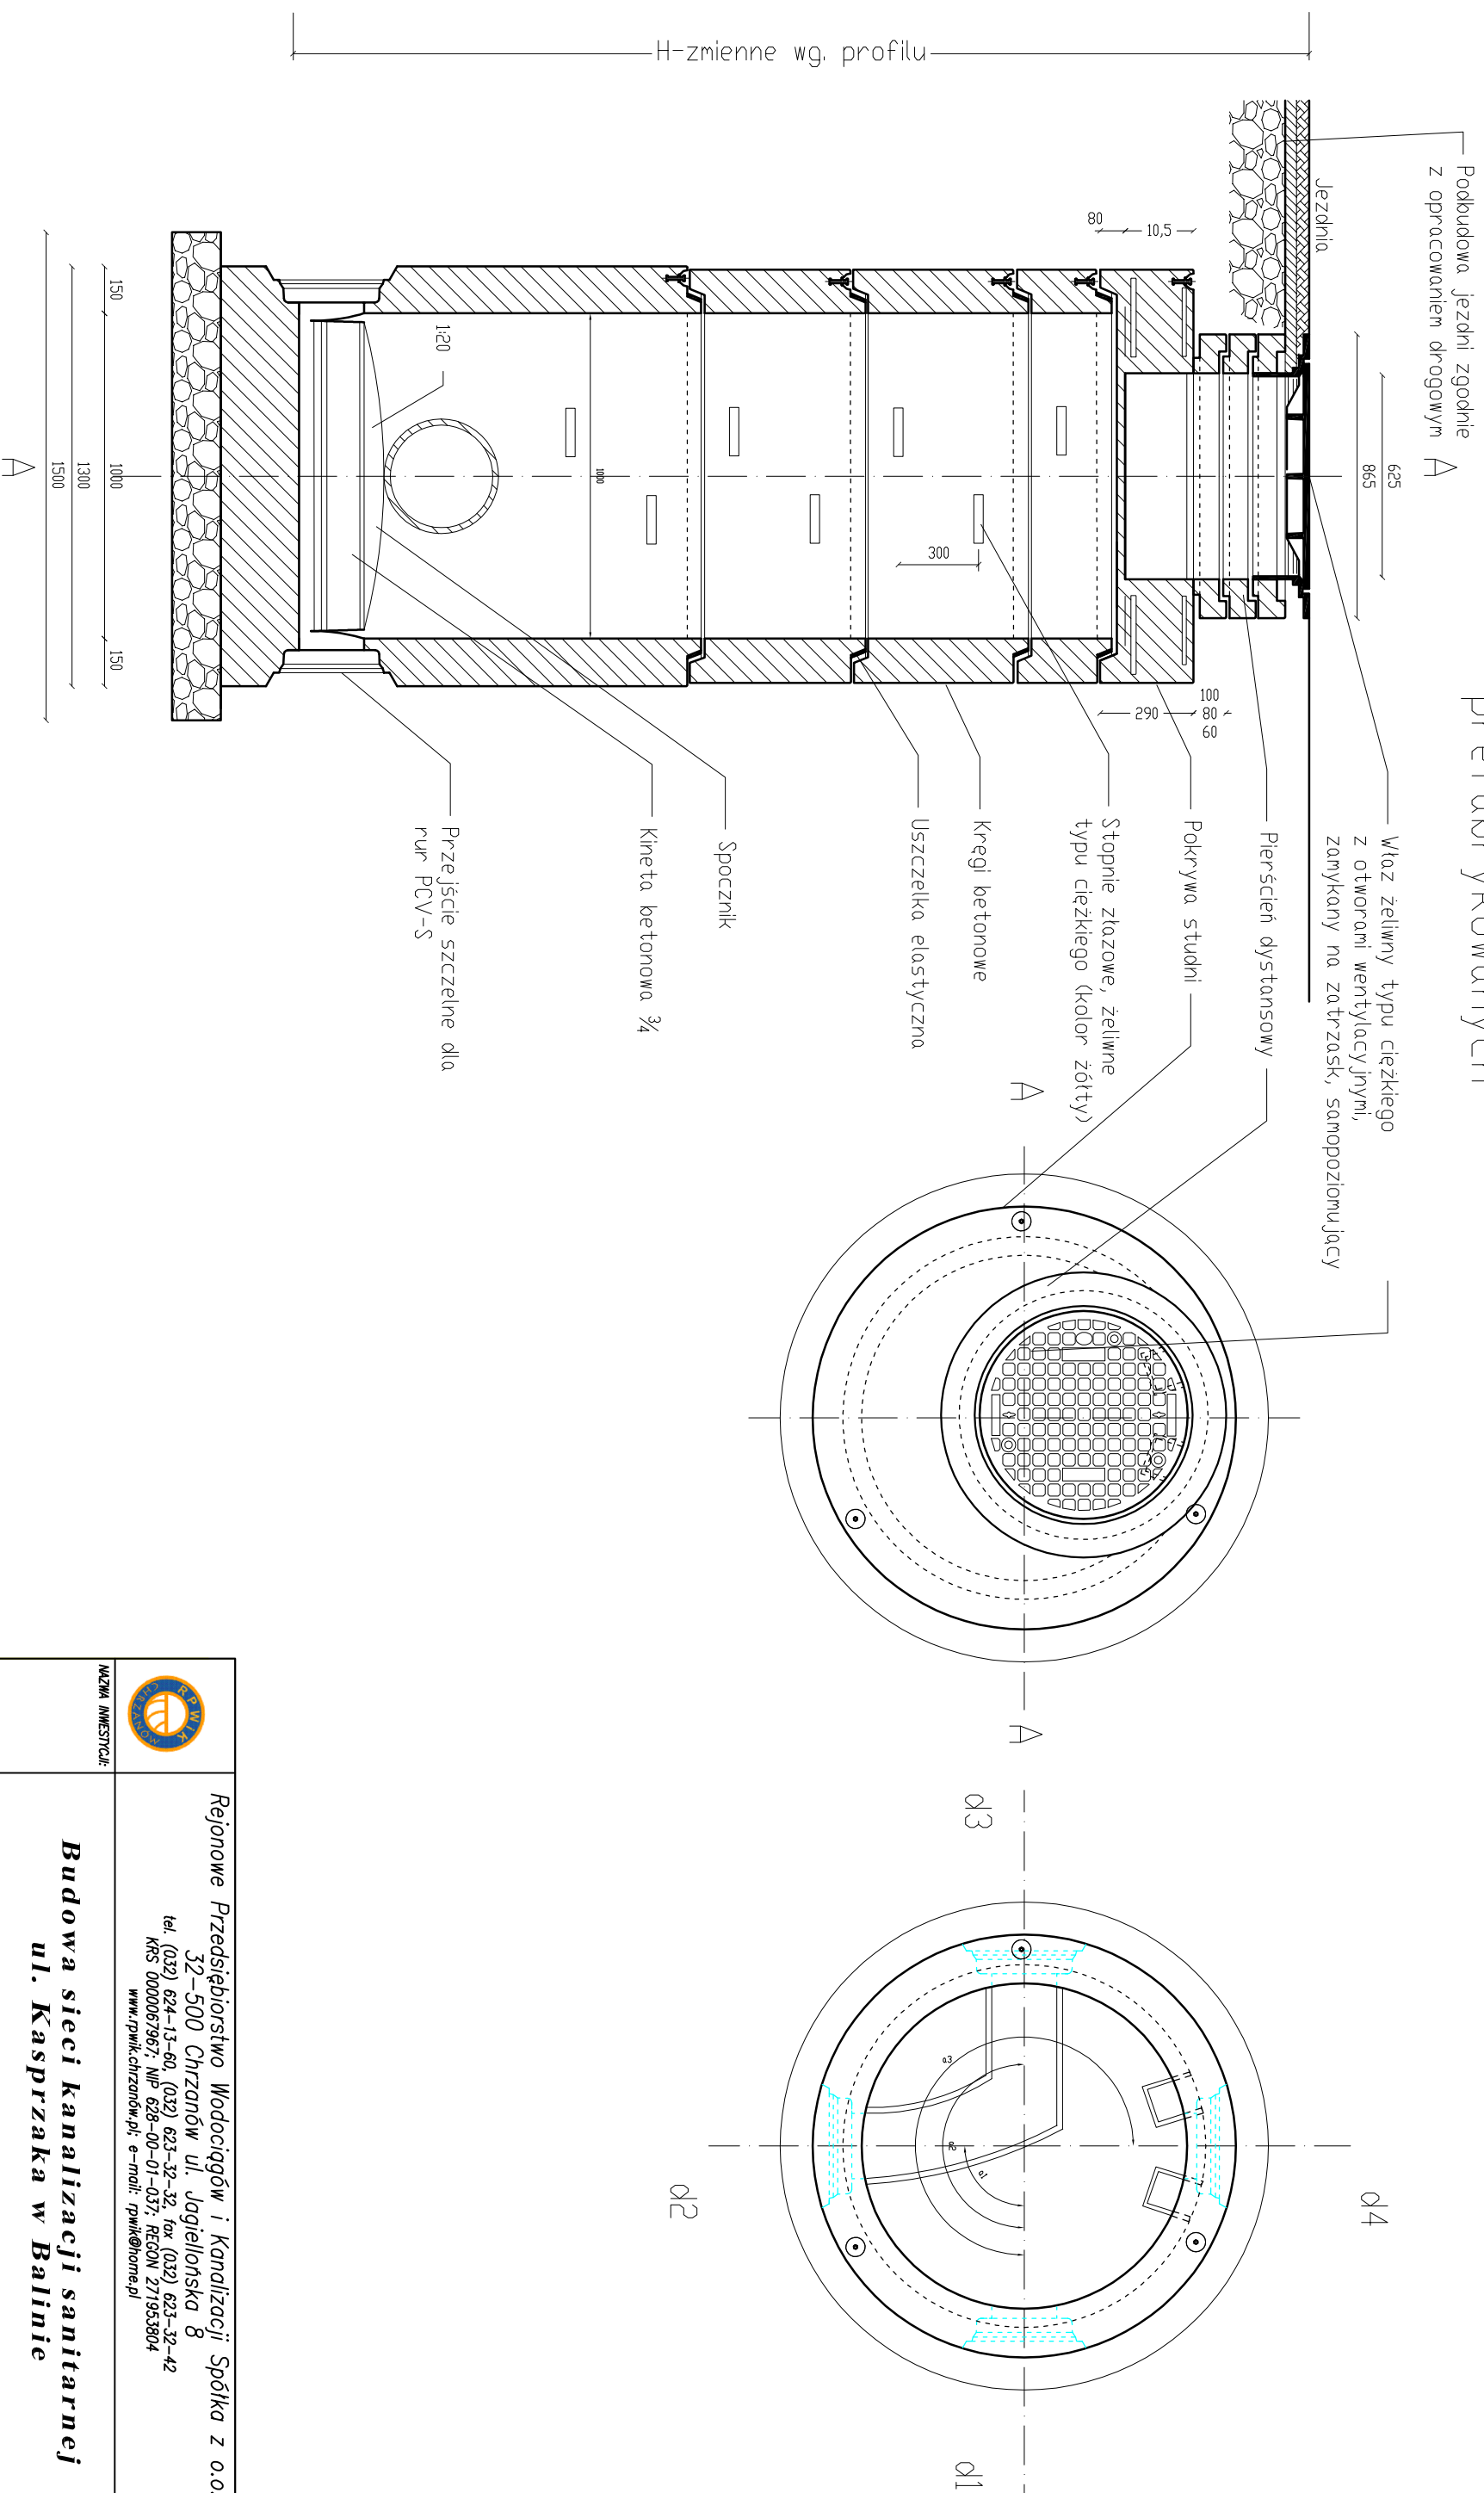 H-zmienne wg. profilu
Podbudowa jezdni zgodnie
z opracowaniem drogowym
Jezdnia
A
625
865
80
10,5
150
1000
150
1300
1500
A
1:20
1000
300
290
100
80
60
Właz żeliwny typu ciężkiego
z otworami wentylacyjnymi,
zamykany na zatrzask, samopoziomujący
Pierścień dystansowy
Pokrywa studni
Stopnie złazowe, żeliwne
typu ciężkiego (kolor żółty)
Kręgi betonowe
Uszczelka elastyczna
Spocznik
Kineta betonowa ¾
Przejście szczelne dla
rur PCV-S
A
A
d3
d4
d2
d1
α3
α2
α1
RPWIK
CHRZANÓW
Rejonowe Przedsiębiorstwo Wodociągów i Kanalizacji Spółka z o.o.
32-500 Chrzanów ul. Jagiellońska 8
tel. (032) 624-13-60, (032) 623-32-32, fax (032) 623-32-42
KRS 0000067967; NIP 628-00-01-037; REGON 271953804
www.rpwik.chrzanów.pl; e-mail: rpwik@home.pl
NAZWA INWESTYCJI:
Budowa sieci kanalizacji sanitarnej
ul. Kasprzaka w Balinie